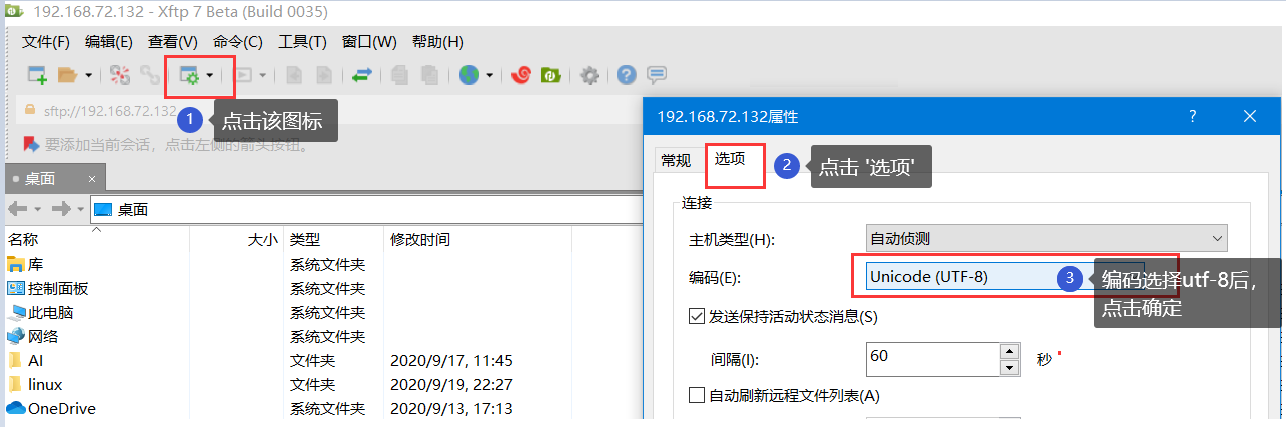 192.168.72.132 - Xftp 7 Beta (Build 0035)
文件(F) 编辑(E) 查看(V) 命令(C) 工具(T) 窗口(W) 帮助(H)
sftp://192.168.72.132
1 点击该图标
要添加当前会话，点击左侧的箭头按钮。
桌面
桌面
名称 大小 类型 修改时间
库 系统文件夹
控制面板 系统文件夹
此电脑 系统文件夹
网络 系统文件夹
AI 文件夹 2020/9/17, 11:45
linux 文件夹 2020/9/19, 22:27
OneDrive 系统文件夹 2020/9/13, 17:13
192.168.72.132属性
常规 选项 2 点击 '选项'
连接
主机类型(H): 自动侦测
编码(E): Unicode (UTF-8) 3 编码选择utf-8后，
点击确定
发送保持活动状态消息(S)
间隔(I): 60 秒
自动刷新远程文件列表(A)